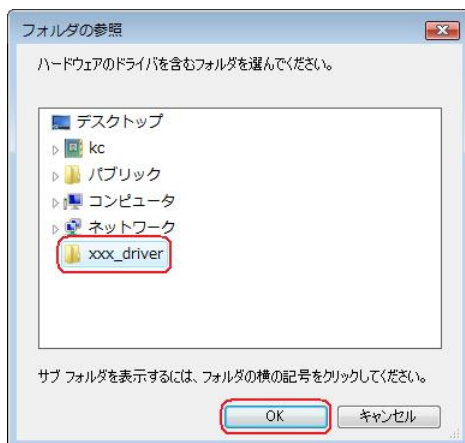 フォルダの参照
ハードウェアのドライバを含むフォルダを選んでください。
デスクトップ
kc
パブリック
コンピュータ
ネットワーク
xxx_driver
サブ フォルダを表示するには、フォルダの横の記号をクリックしてください。
OK キャンセル